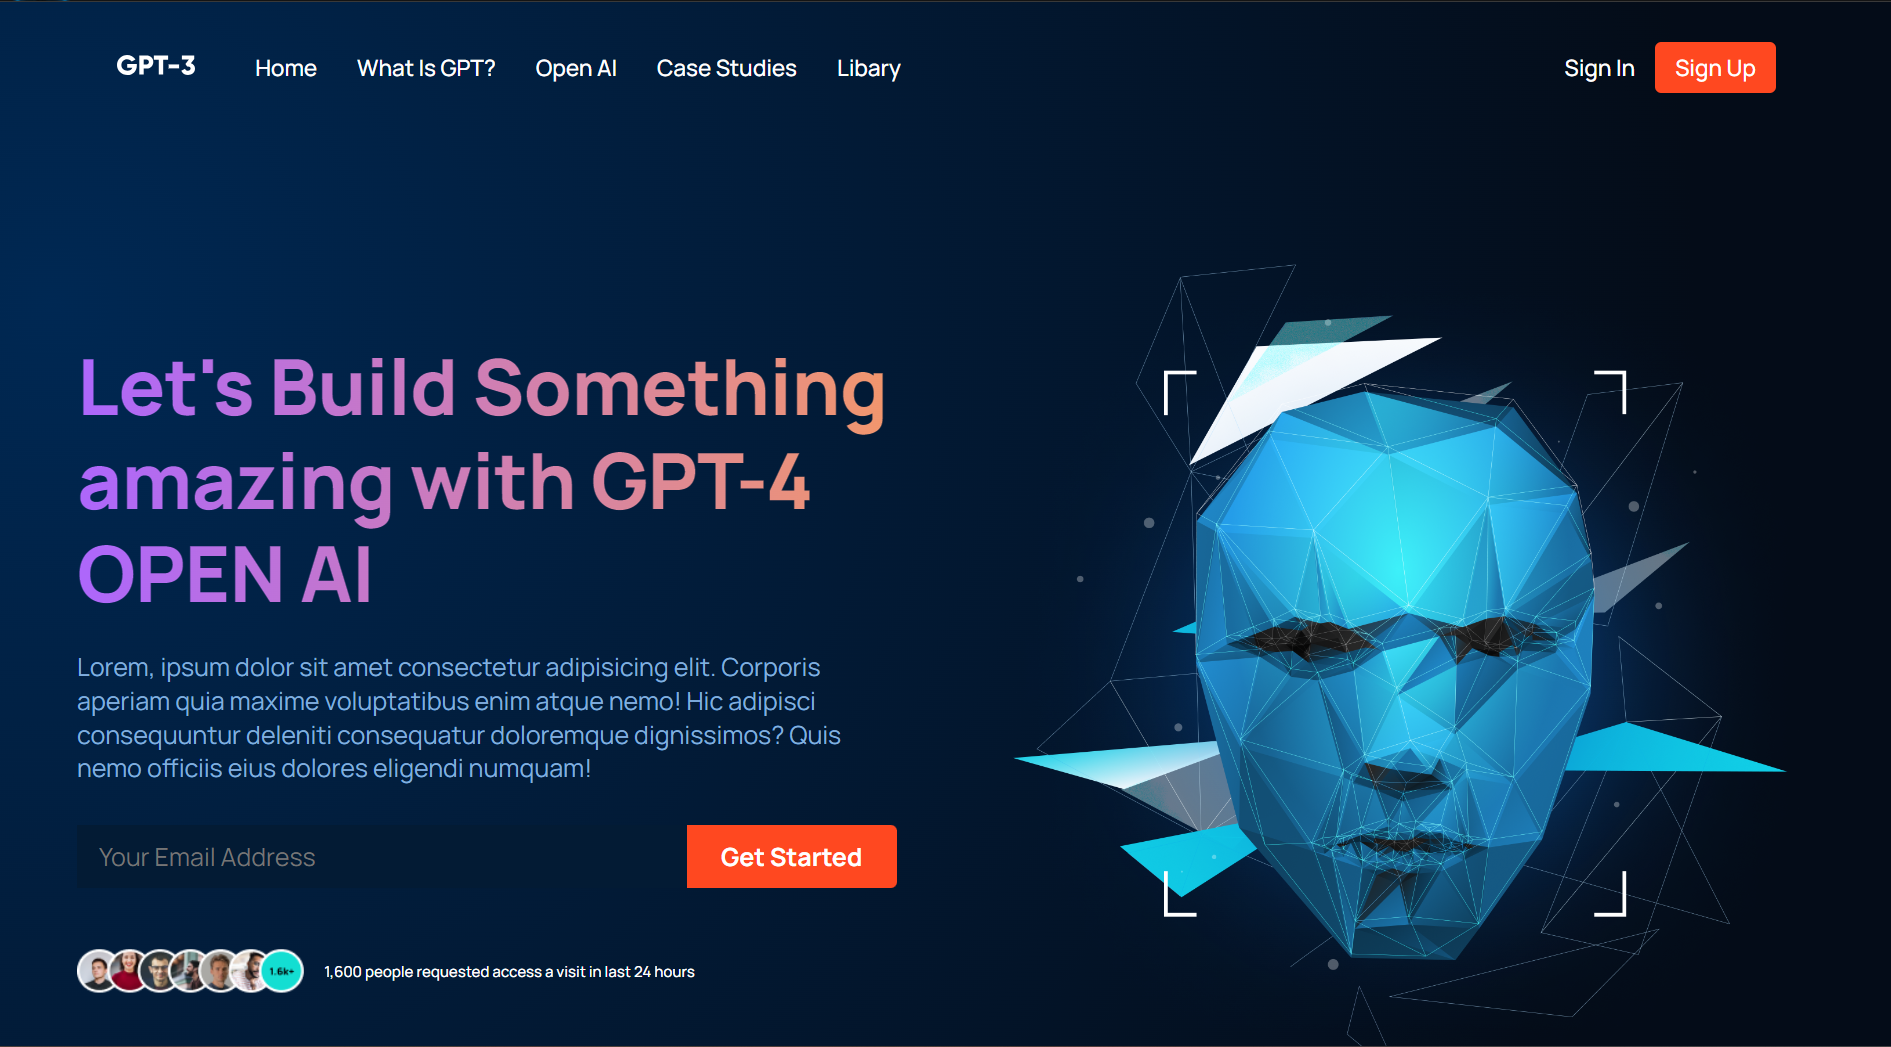 GPT-3
Home
What Is GPT?
Open AI
Case Studies
Libary
Sign In
Sign Up
Let's Build Something
amazing with GPT-4
OPEN AI
Lorem, ipsum dolor sit amet consectetur adipisicing elit. Corporis
aperiam quia maxime voluptatibus enim atque nemo! Hic adipisci
consequuntur deleniti consequatur doloremque dignissimos? Quis
nemo officiis eius dolores eligendi numquam!
Your Email Address
Get Started
1.6k+
1,600 people requested access a visit in last 24 hours